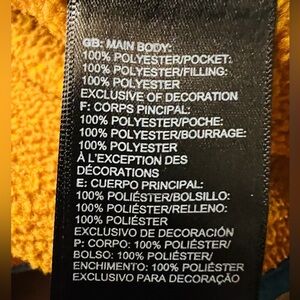 GB: MAIN BODY:
100% POLYESTER/POCKET:
100% POLYESTER/FILLING:
100% POLYESTER
EXCLUSIVE OF DECORATION
F: CORPS PINCIPAL:
100% POLYESTER/POCHE:
100% POLYESTER/BOURRAGE:
100% POLYESTER
À L'EXCEPTION DES
DÉCORATIONS
E: CUERPO PRINCIPAL:
100% POLIÉSTER/BOLSILLO:
100% POLIÉSTER/RELLENO:
100% POLIÉSTER
EXCLUSIVO DE DECORACIÓN
P: CORPO: 100% POLIÉSTER/
BOLSO: 100% POLIÉSTER/
ENCHIMENTO: 100% POLIÉSTER
EXCLUSIVO PARA DECORAÇÃO